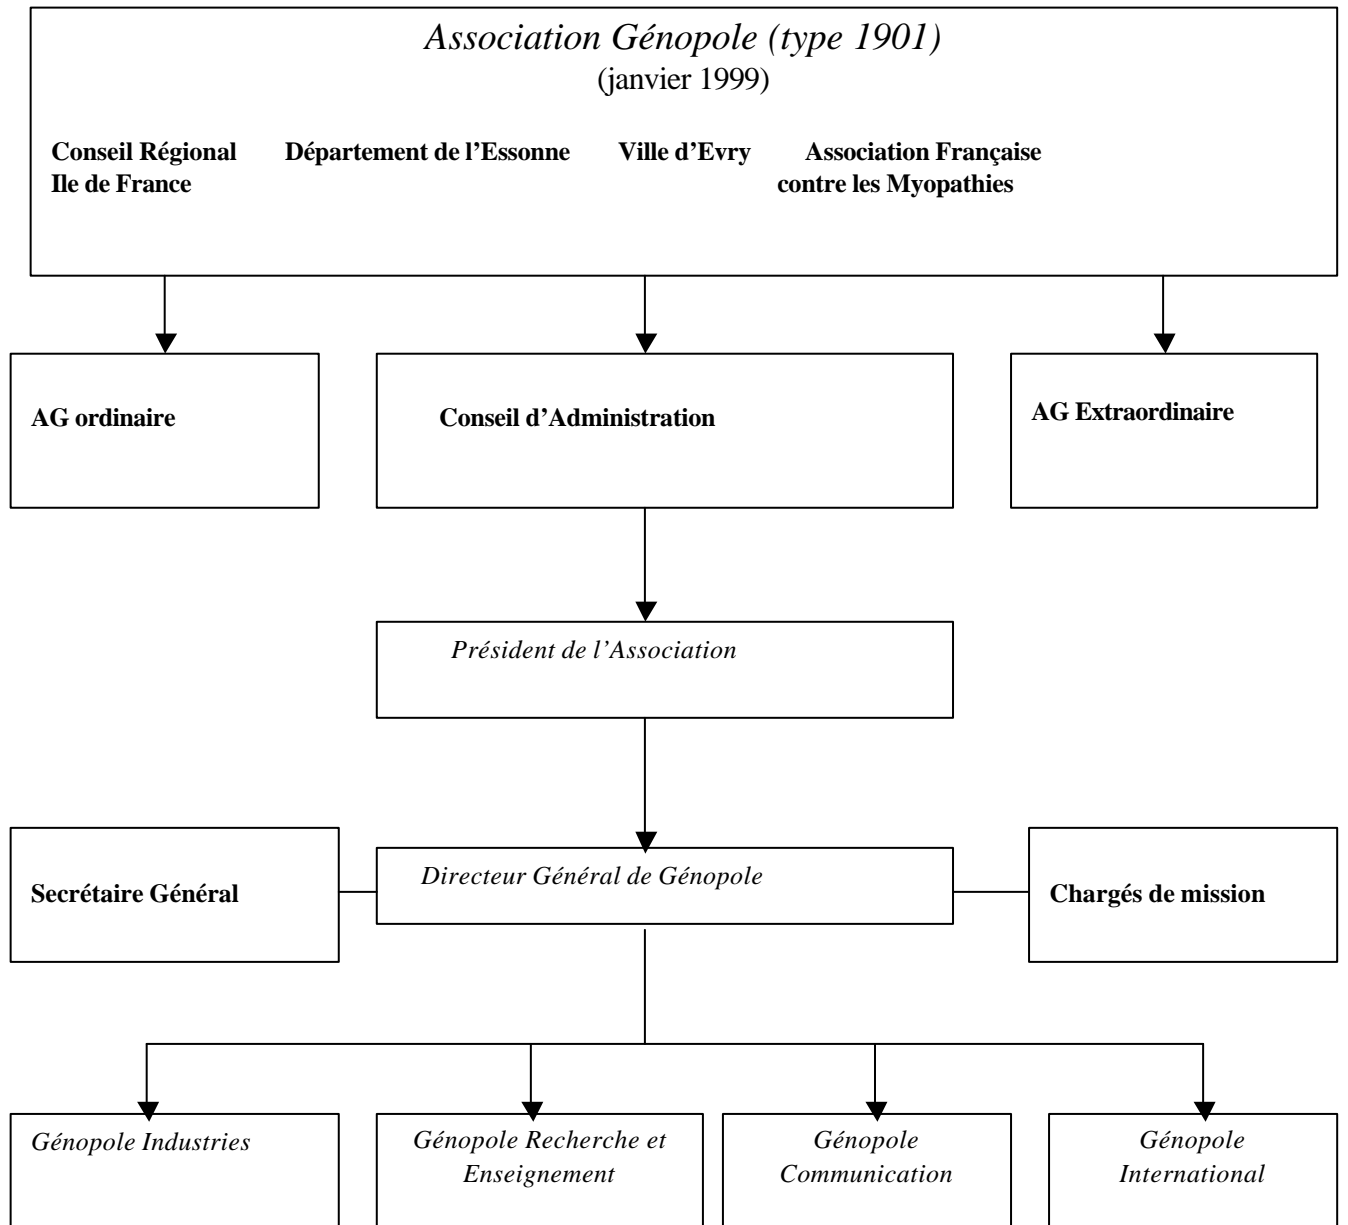 Association Génopole (type 1901)
(janvier 1999)
Conseil Régional Département de l’Essonne Ville d’Evry Association Française
Ile de France contre les Myopathies
AG ordinaire
Conseil d’Administration
AG Extraordinaire
Président de l’Association
Directeur Général de Génopole
Secrétaire Général
Chargés de mission
Génopole Industries
Génopole Recherche et
Enseignement
Génopole
Communication
Génopole
International